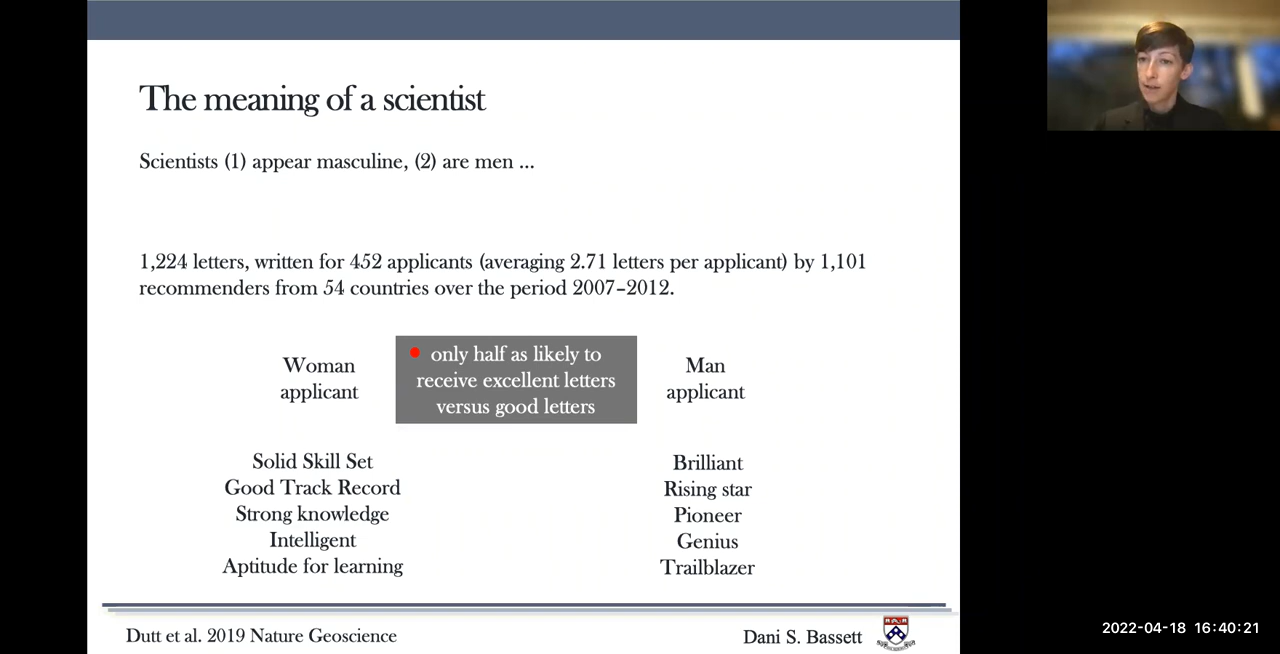 The meaning of a scientist
Scientists (1) appear masculine, (2) are men ...
1,224 letters, written for 452 applicants (averaging 2.71 letters per applicant) by 1,101
recommenders from 54 countries over the period 2007–2012.
Woman
applicant
only half as likely to
receive excellent letters
versus good letters
Man
applicant
Solid Skill Set
Good Track Record
Strong knowledge
Intelligent
Aptitude for learning
Brilliant
Rising star
Pioneer
Genius
Trailblazer
Dutt et al. 2019 Nature Geoscience
Dani S. Bassett
2022-04-18 16:40:21